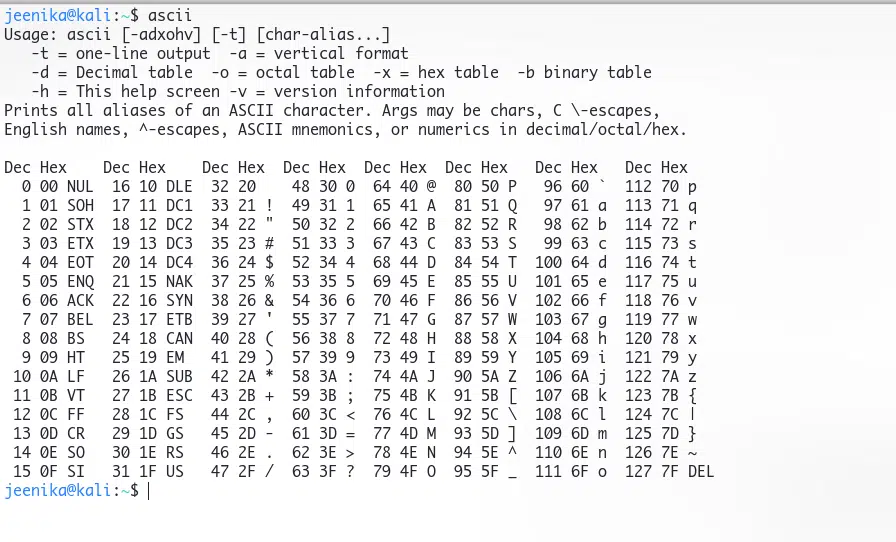 jeenika@kali:~$ ascii
Usage: ascii [-adxohv] [-t] [char-alias...]
   -t = one-line output  -a = vertical format
   -d = Decimal table  -o = octal table  -x = hex table  -b binary table
   -h = This help screen -v = version information
Prints all aliases of an ASCII character. Args may be chars, C \-escapes,
English names, ^-escapes, ASCII mnemonics, or numerics in decimal/octal/hex.

Dec Hex    Dec Hex    Dec Hex  Dec Hex  Dec Hex  Dec Hex   Dec Hex   Dec Hex
  0 00 NUL  16 10 DLE  32 20    48 30 0  64 40 @  80 50 P   96 60 `  112 70 p
  1 01 SOH  17 11 DC1  33 21 !  49 31 1  65 41 A  81 51 Q   97 61 a  113 71 q
  2 02 STX  18 12 DC2  34 22 "  50 32 2  66 42 B  82 52 R   98 62 b  114 72 r
  3 03 ETX  19 13 DC3  35 23 #  51 33 3  67 43 C  83 53 S   99 63 c  115 73 s
  4 04 EOT  20 14 DC4  36 24 $  52 34 4  68 44 D  84 54 T  100 64 d  116 74 t
  5 05 ENQ  21 15 NAK  37 25 %  53 35 5  69 45 E  85 55 U  101 65 e  117 75 u
  6 06 ACK  22 16 SYN  38 26 &  54 36 6  70 46 F  86 56 V  102 66 f  118 76 v
  7 07 BEL  23 17 ETB  39 27 '  55 37 7  71 47 G  87 57 W  103 67 g  119 77 w
  8 08 BS   24 18 CAN  40 28 (  56 38 8  72 48 H  88 58 X  104 68 h  120 78 x
  9 09 HT   25 19 EM   41 29 )  57 39 9  73 49 I  89 59 Y  105 69 i  121 79 y
 10 0A LF   26 1A SUB  42 2A *  58 3A :  74 4A J  90 5A Z  106 6A j  122 7A z
 11 0B VT   27 1B ESC  43 2B +  59 3B ;  75 4B K  91 5B [  107 6B k  123 7B {
 12 0C FF   28 1C FS   44 2C ,  60 3C <  76 4C L  92 5C \  108 6C l  124 7C |
 13 0D CR   29 1D GS   45 2D -  61 3D =  77 4D M  93 5D ]  109 6D m  125 7D }
 14 0E SO   30 1E RS   46 2E .  62 3E >  78 4E N  94 5E ^  110 6E n  126 7E ~
 15 0F SI   31 1F US   47 2F /  63 3F ?  79 4F O  95 5F _  111 6F o  127 7F DEL
jeenika@kali:~$